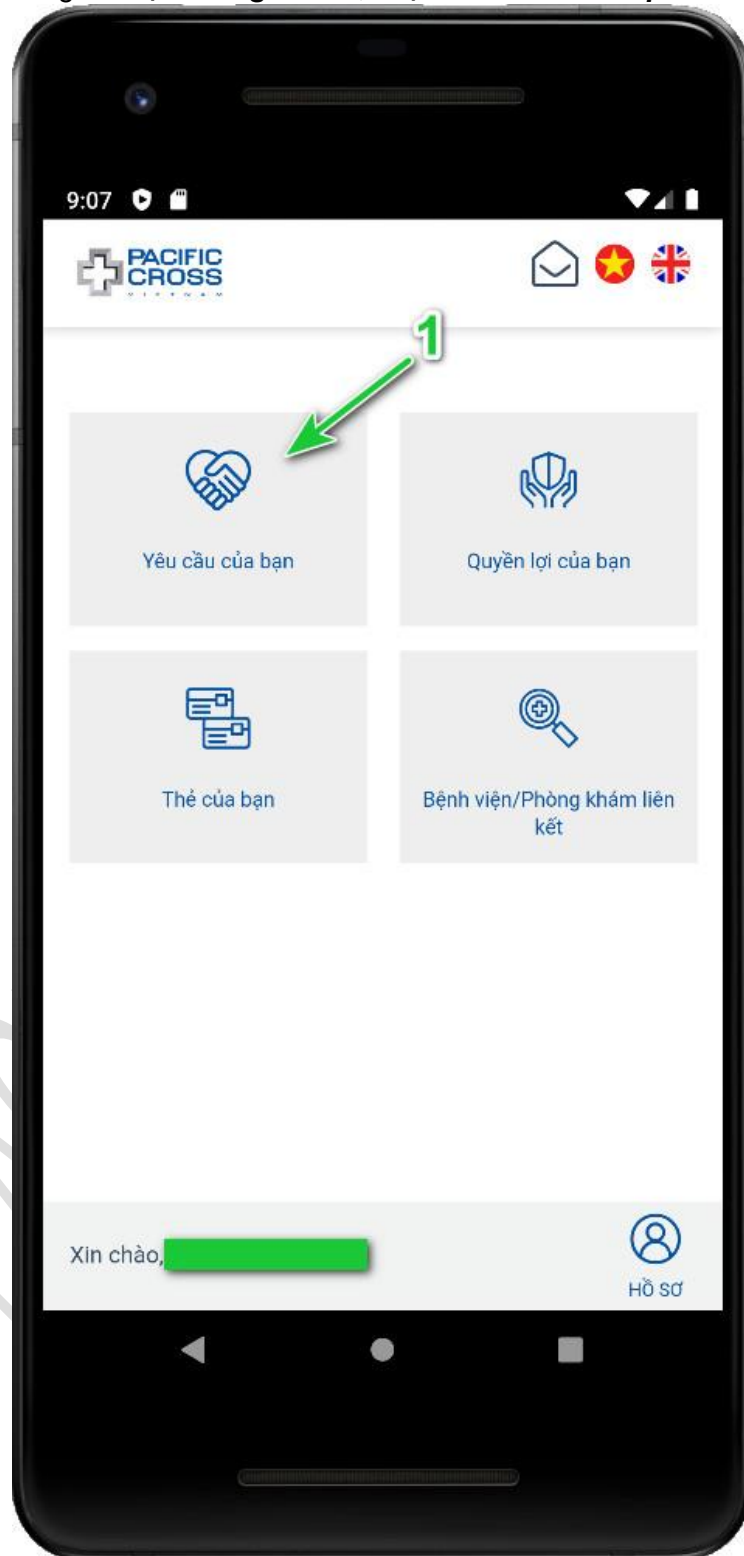 9:07
PACIFIC
CROSS
VIETNAM
1
Yêu cầu của bạn
Quyền lợi của bạn
Thẻ của bạn
Bệnh viện/Phòng khám liên
kết
Xin chào,
Hồ sơ